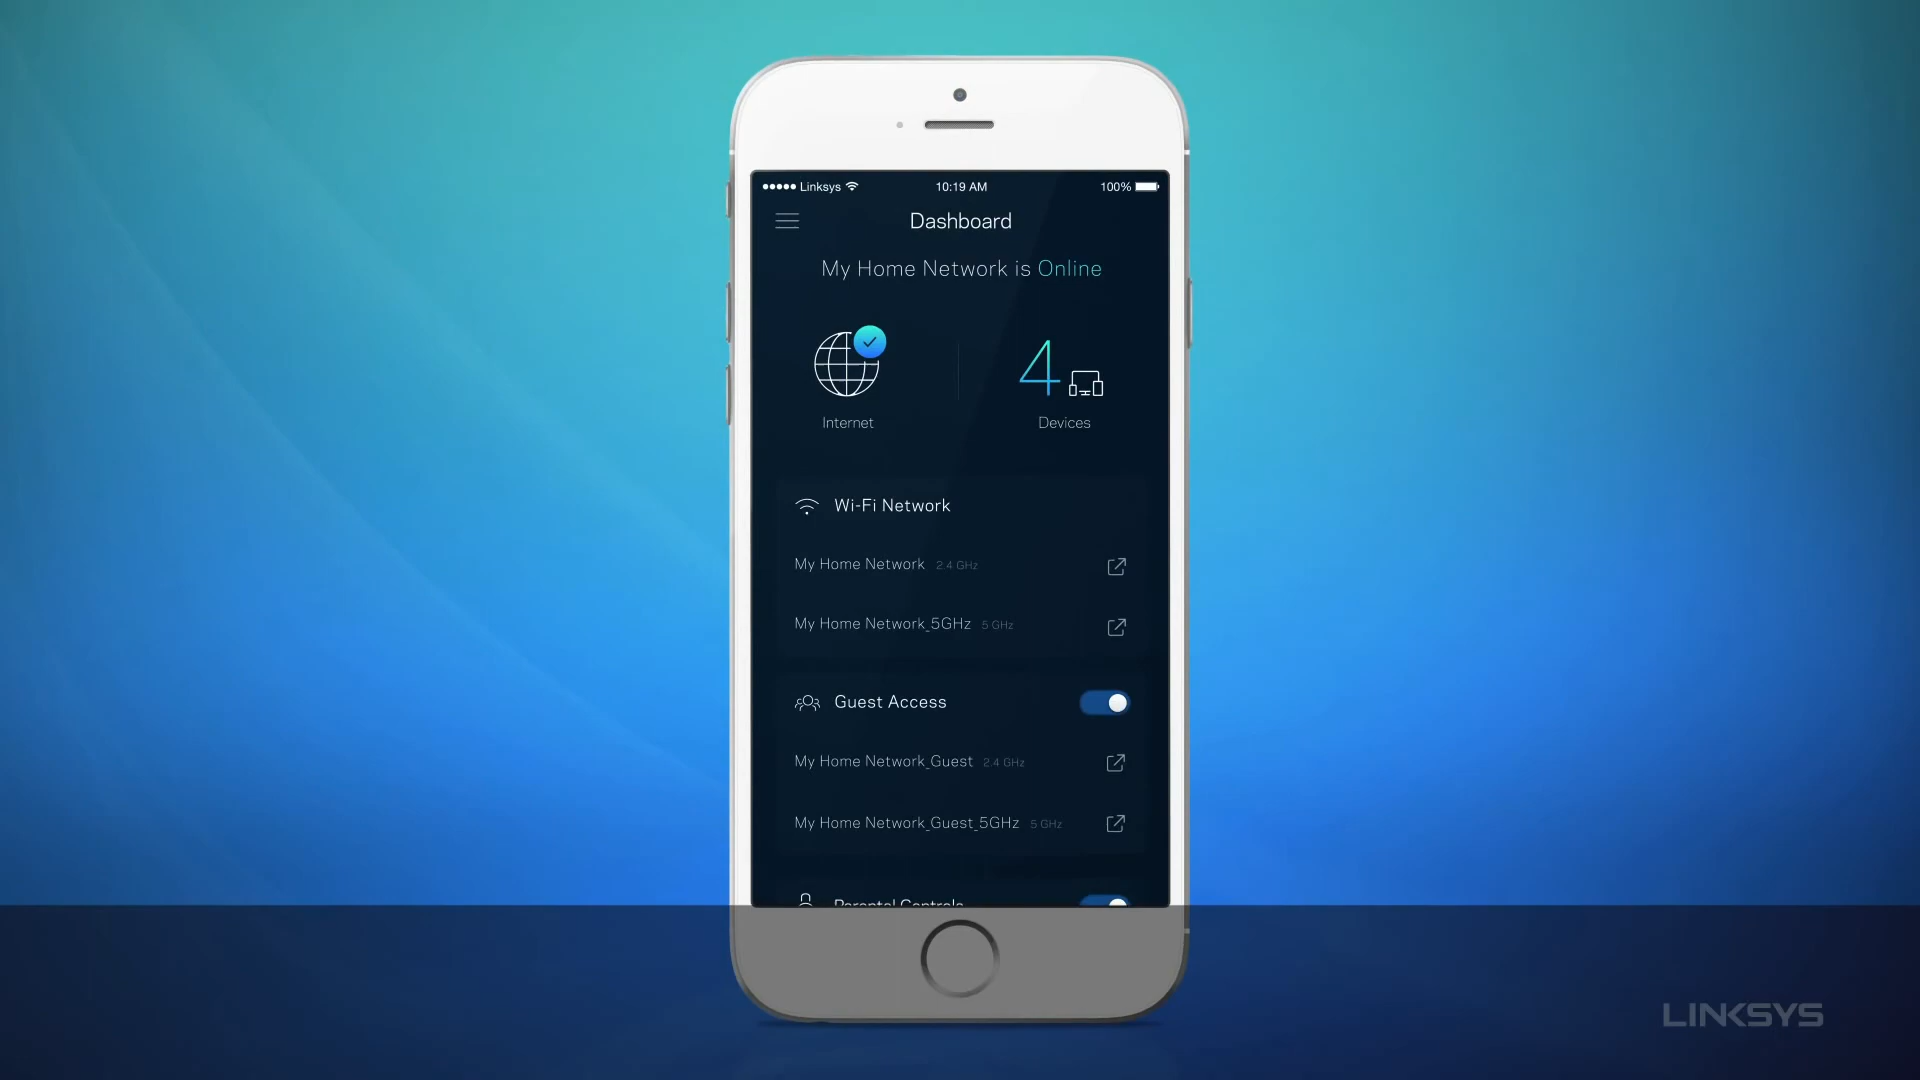 Linksys 10:19 AM 100%
Dashboard
My Home Network is Online
4
Internet Devices
Wi-Fi Network
My Home Network 2.4 GHz
My Home Network_5GHz 5 GHz
Guest Access
My Home Network_Guest 2.4 GHz
My Home Network_Guest_5GHz 5 GHz
Parental Controls
LINKSYS